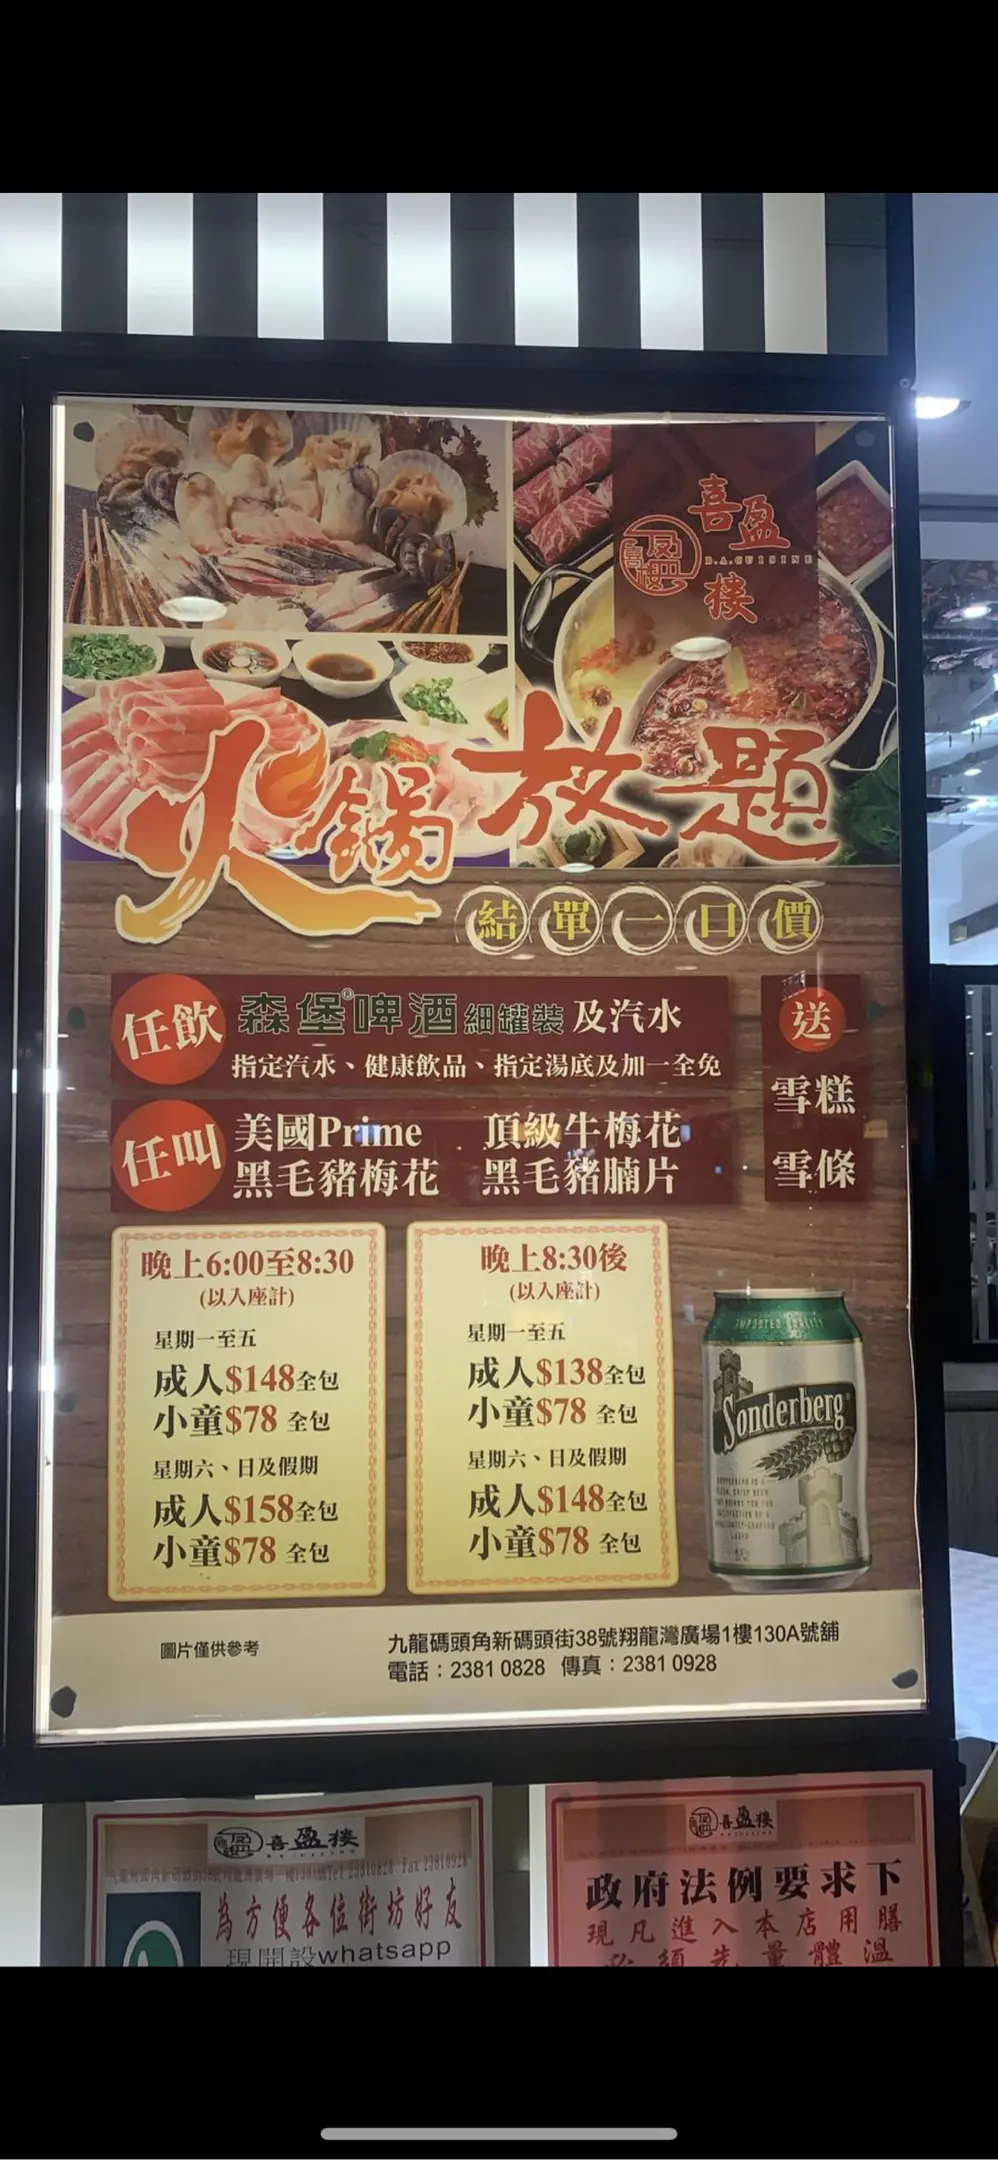 喜盈樓
B.A.CUISINE
火鍋放題
結單一口價
任飲 森堡啤酒細罐裝及汽水
指定汽水、健康飲品、指定湯底及加一全免
任叫 美國Prime 頂級牛梅花
黑毛豬梅花 黑毛豬腩片
送
雪糕
雪條
晚上6:00至8:30
(以入座計)
星期一至五
成人$148全包
小童$78 全包
星期六、日及假期
成人$158全包
小童$78 全包
晚上8:30後
(以入座計)
星期一至五
成人$138全包
小童$78 全包
星期六、日及假期
成人$148全包
小童$78 全包
IMPORTED QUALITY
Sonderberg
圖片僅供參考
九龍碼頭角新碼頭街38號翔龍灣廣場1樓130A號舖
電話：2381 0828 傳真：2381 0928
喜盈樓
Tel 23810828 Fax 23810928
為方便各位街坊好友
現開設whatsapp
喜盈樓
政府法例要求下
現凡進入本店用膳
必須先量體溫